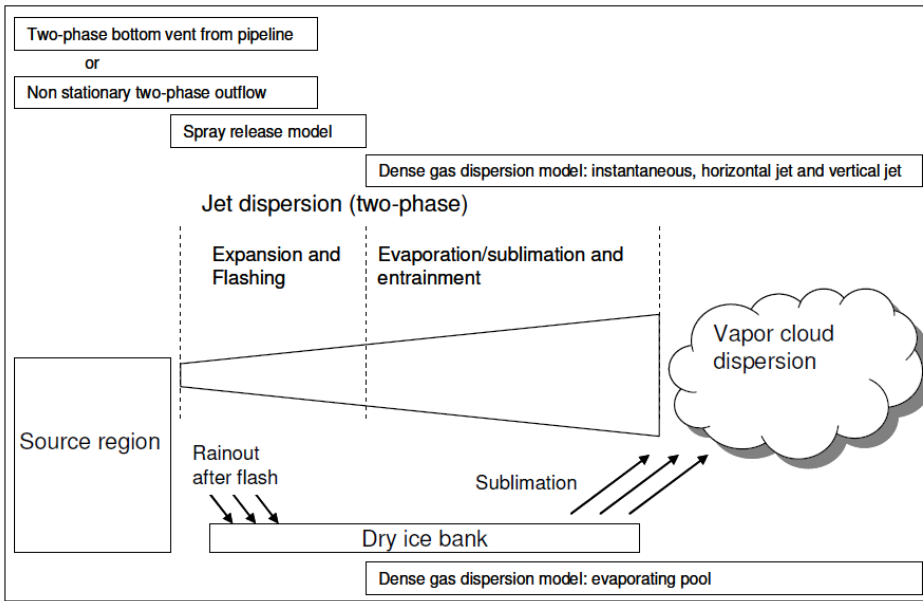 Two-phase bottom vent from pipeline
or
Non stationary two-phase outflow
Spray release model
Dense gas dispersion model: instantaneous, horizontal jet and vertical jet
Jet dispersion (two-phase)
Expansion and
Flashing
Evaporation/sublimation and
entrainment
Vapor cloud
dispersion
Source region
Rainout
after flash
Sublimation
Dry ice bank
Dense gas dispersion model: evaporating pool